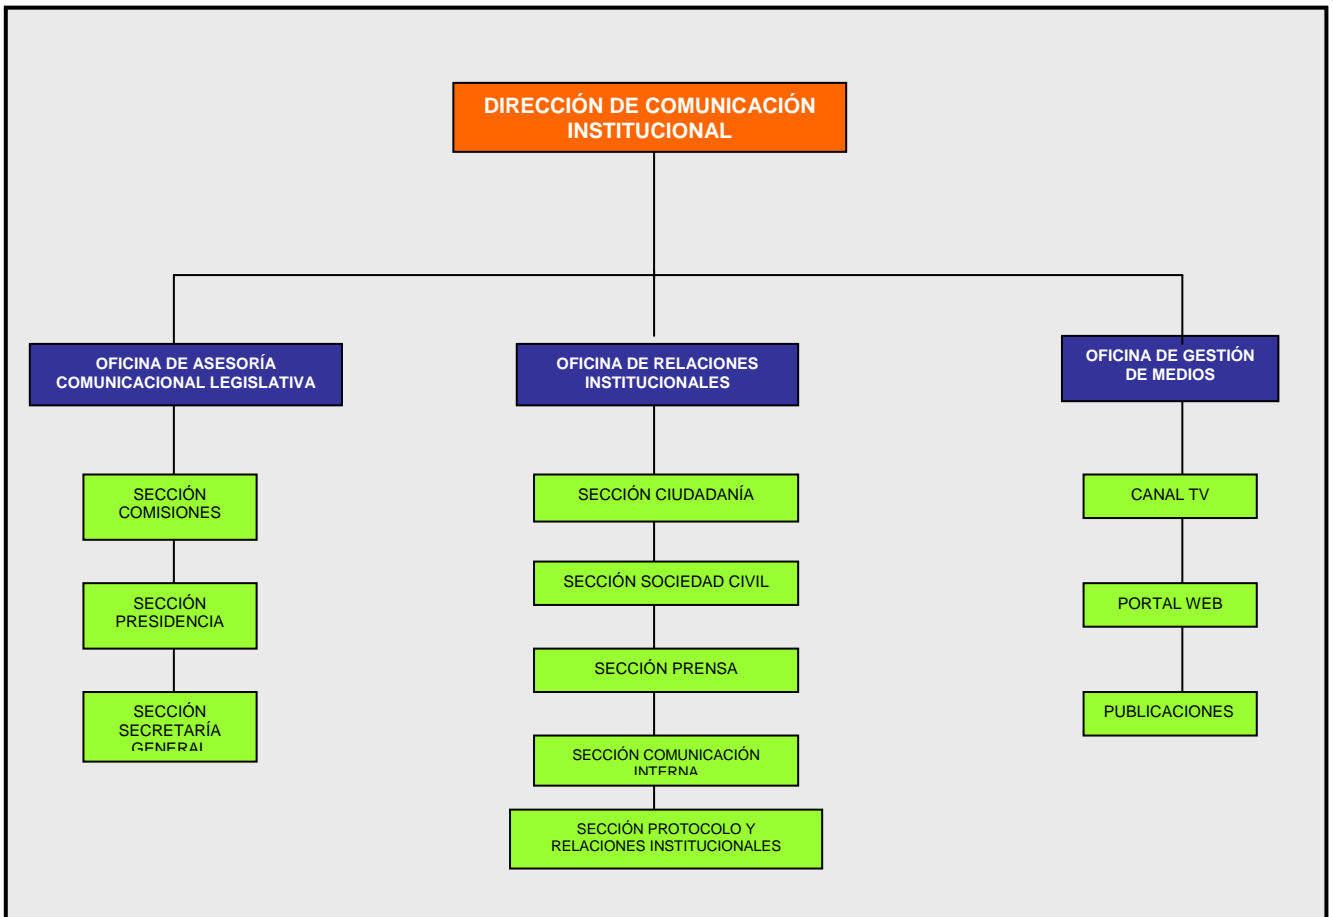 DIRECCIÓN DE COMUNICACIÓN
INSTITUCIONAL
OFICINA DE ASESORÍA
COMUNICACIONAL LEGISLATIVA
OFICINA DE RELACIONES
INSTITUCIONALES
OFICINA DE GESTIÓN
DE MEDIOS
SECCIÓN
COMISIONES
SECCIÓN
PRESIDENCIA
SECCIÓN
SECRETARÍA
GENERAL
SECCIÓN CIUDADANÍA
SECCIÓN SOCIEDAD CIVIL
SECCIÓN PRENSA
SECCIÓN COMUNICACIÓN
INTERNA
SECCIÓN PROTOCOLO Y
RELACIONES INSTITUCIONALES
CANAL TV
PORTAL WEB
PUBLICACIONES